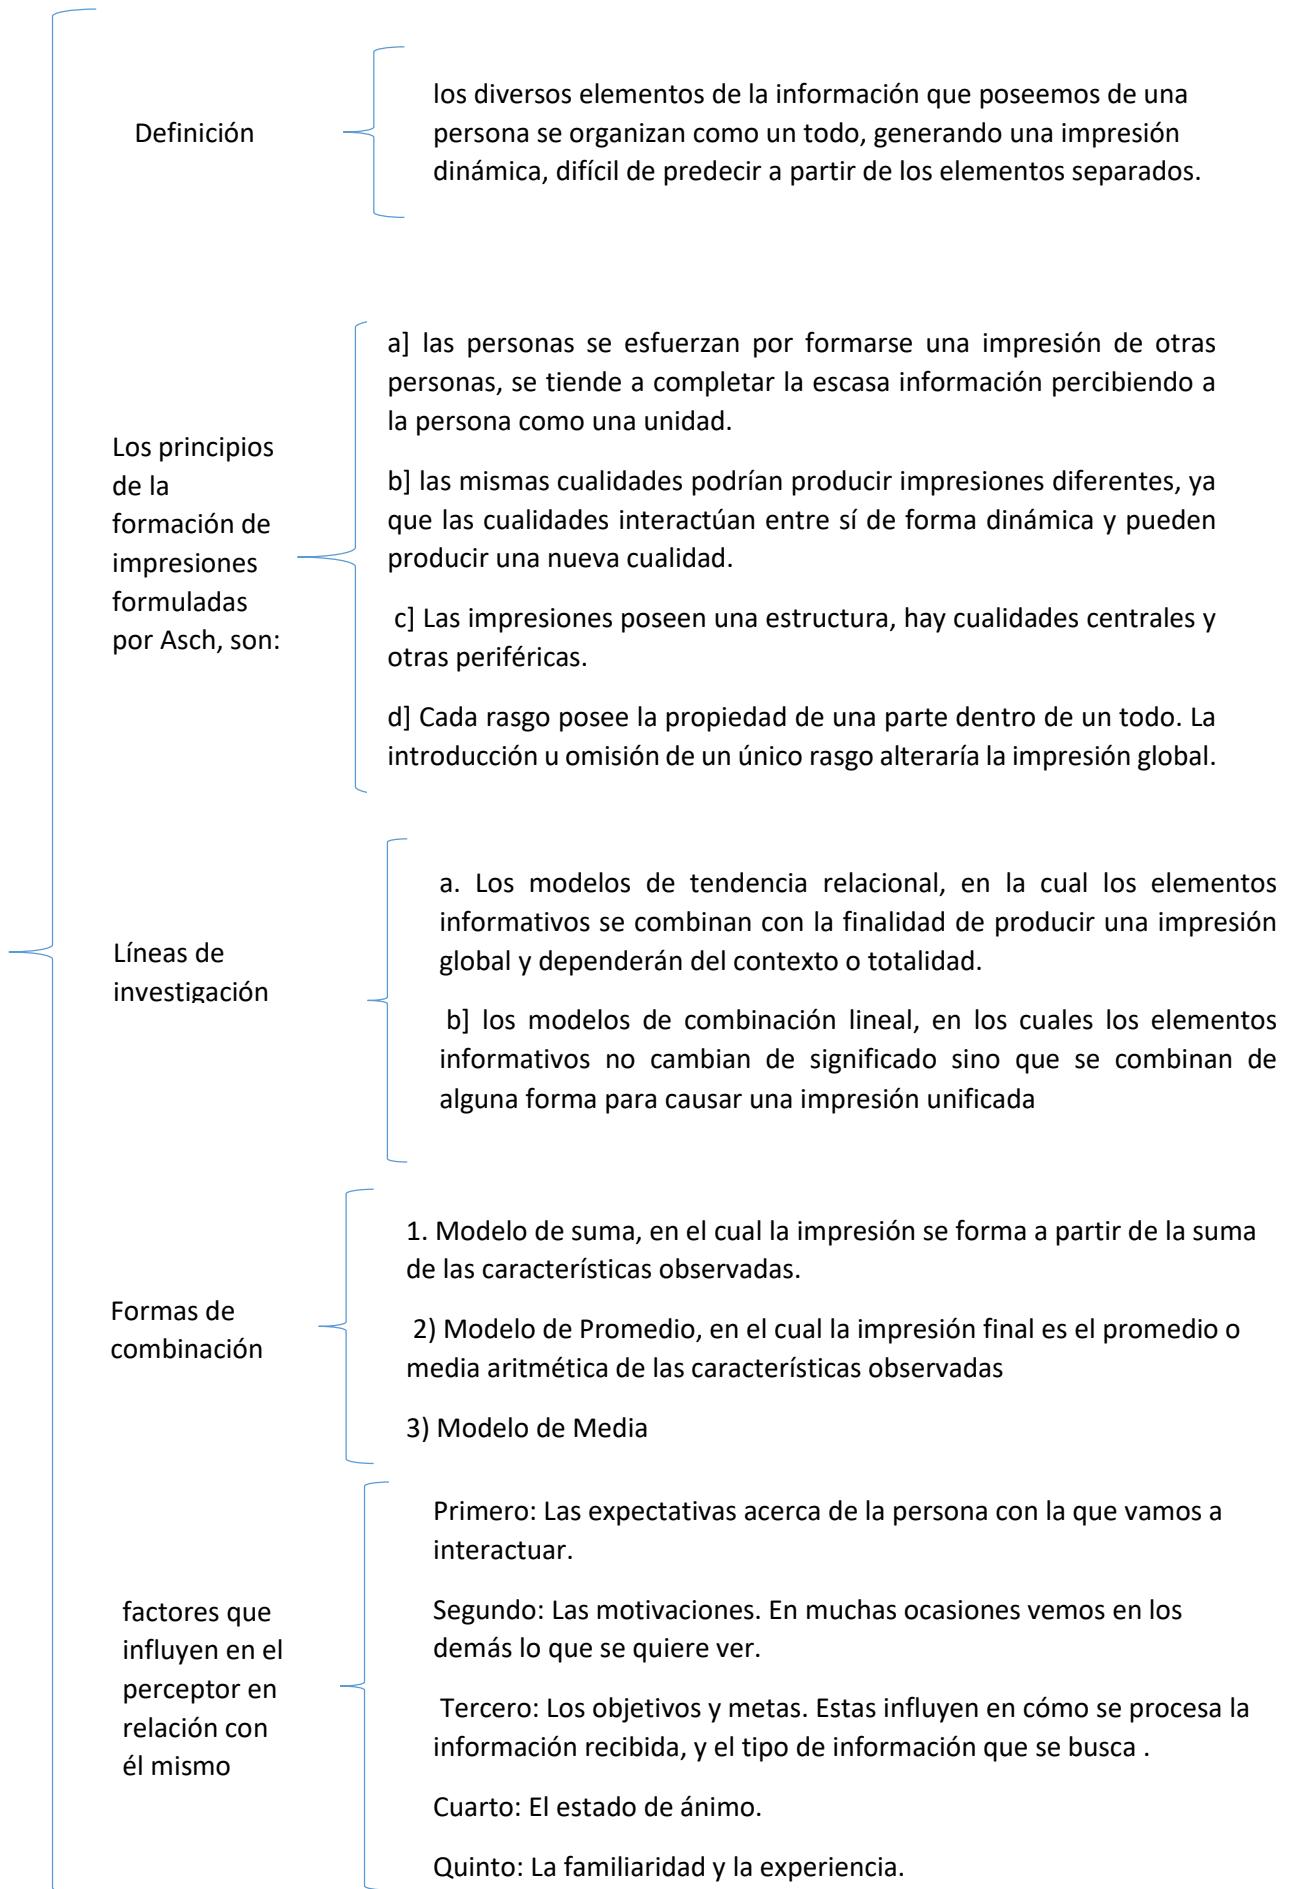 Definición
los diversos elementos de la información que poseemos de una
persona se organizan como un todo, generando una impresión
dinámica, difícil de predecir a partir de los elementos separados.
Los principios
de la
formación de
impresiones
formuladas
por Asch, son:
a] las personas se esfuerzan por formarse una impresión de otras
personas, se tiende a completar la escasa información percibiendo a
la persona como una unidad.
b] las mismas cualidades podrían producir impresiones diferentes, ya
que las cualidades interactúan entre sí de forma dinámica y pueden
producir una nueva cualidad.
c] Las impresiones poseen una estructura, hay cualidades centrales y
otras periféricas.
d] Cada rasgo posee la propiedad de una parte dentro de un todo. La
introducción u omisión de un único rasgo alteraría la impresión global.
Líneas de
investigación
a. Los modelos de tendencia relacional, en la cual los elementos
informativos se combinan con la finalidad de producir una impresión
global y dependerán del contexto o totalidad.
b] los modelos de combinación lineal, en los cuales los elementos
informativos no cambian de significado sino que se combinan de
alguna forma para causar una impresión unificada
Formas de
combinación
1. Modelo de suma, en el cual la impresión se forma a partir de la suma
de las características observadas.
2) Modelo de Promedio, en el cual la impresión final es el promedio o
media aritmética de las características observadas
3) Modelo de Media
factores que
influyen en el
perceptor en
relación con
él mismo
Primero: Las expectativas acerca de la persona con la que vamos a
interactuar.
Segundo: Las motivaciones. En muchas ocasiones vemos en los
demás lo que se quiere ver.
Tercero: Los objetivos y metas. Estas influyen en cómo se procesa la
información recibida, y el tipo de información que se busca .
Cuarto: El estado de ánimo.
Quinto: La familiaridad y la experiencia.